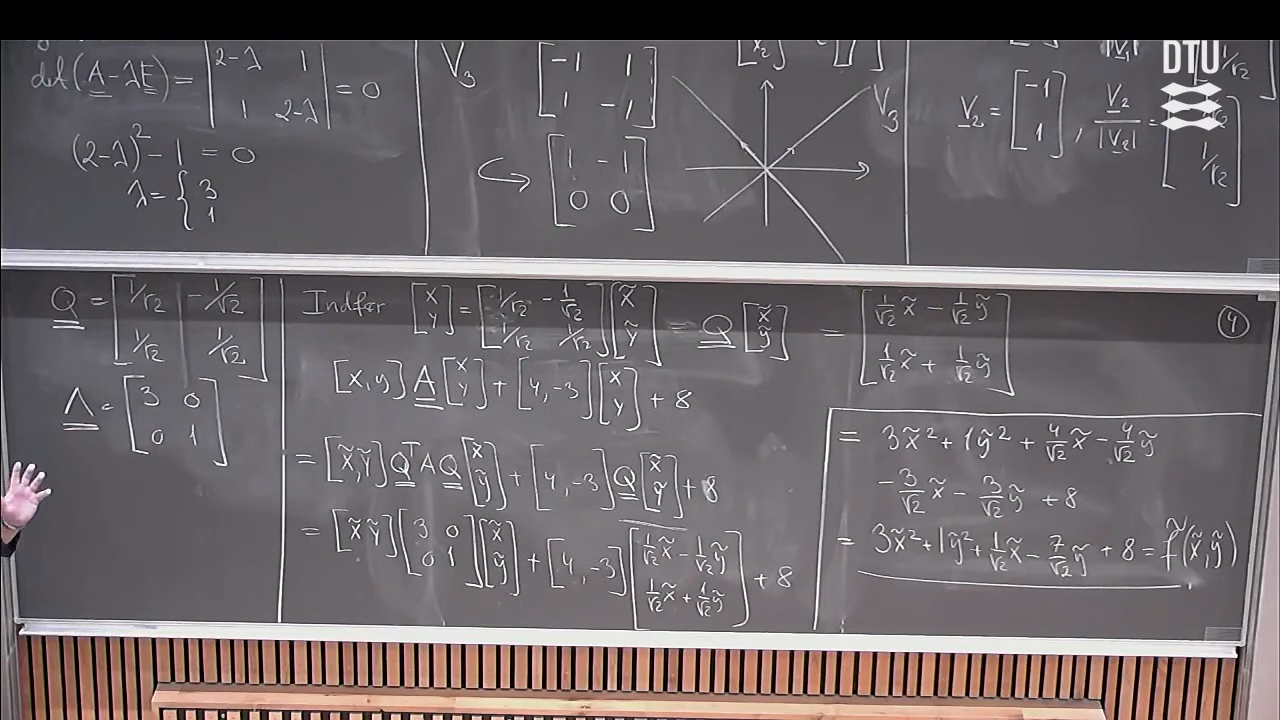 det(A-λE) = |2-λ 1; 1 2-λ| = 0
(2-λ)² - 1 = 0
λ = { 3
1
V₃ [-1 1; 1 -1]
[1 -1; 0 0]
V₃
V₂ = [-1; 1], V₂/|V₂| =
1/√2
DTU
Q = [1/√2 -1/√2; 1/√2 1/√2]
Λ = [3 0; 0 1]
Indfør [x; y] = [1/√2 -1/√2; 1/√2 1/√2] [x̃; ỹ] = Q [x̃; ỹ] = [1/√2 x̃ - 1/√2 ỹ; 1/√2 x̃ + 1/√2 ỹ]
[x, y] A [x; y] + [4, -3] [x; y] + 8
= [x̃, ỹ] Qᵀ A Q [x̃; ỹ] + [4, -3] Q [x̃; ỹ] + 8
= [x̃ ỹ] [3 0; 0 1] [x̃; ỹ] + [4, -3] [1/√2 x̃ - 1/√2 ỹ; 1/√2 x̃ + 1/√2 ỹ] + 8
= 3x̃² + 1ỹ² + 4/√2 x̃ - 4/√2 ỹ
- 3/√2 x̃ - 3/√2 ỹ + 8
= 3x̃² + 1ỹ² + 1/√2 x̃ - 7/√2 ỹ + 8 = f̃(x̃, ỹ)